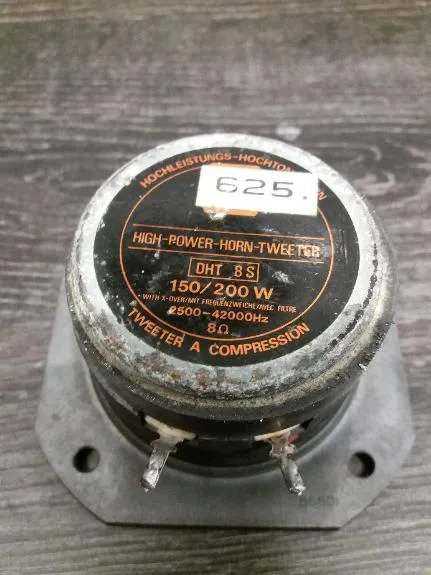 HOCHLEISTUNGS-HOCHTON
625.
HIGH-POWER-HORN-TWEETER
DHT 8 S
150/200 W
* WITH X-OVER/MIT FREQUENZWEICHE/AVEC FILTRE
2500-42000Hz
8Ω
TWEETER A COMPRESSION